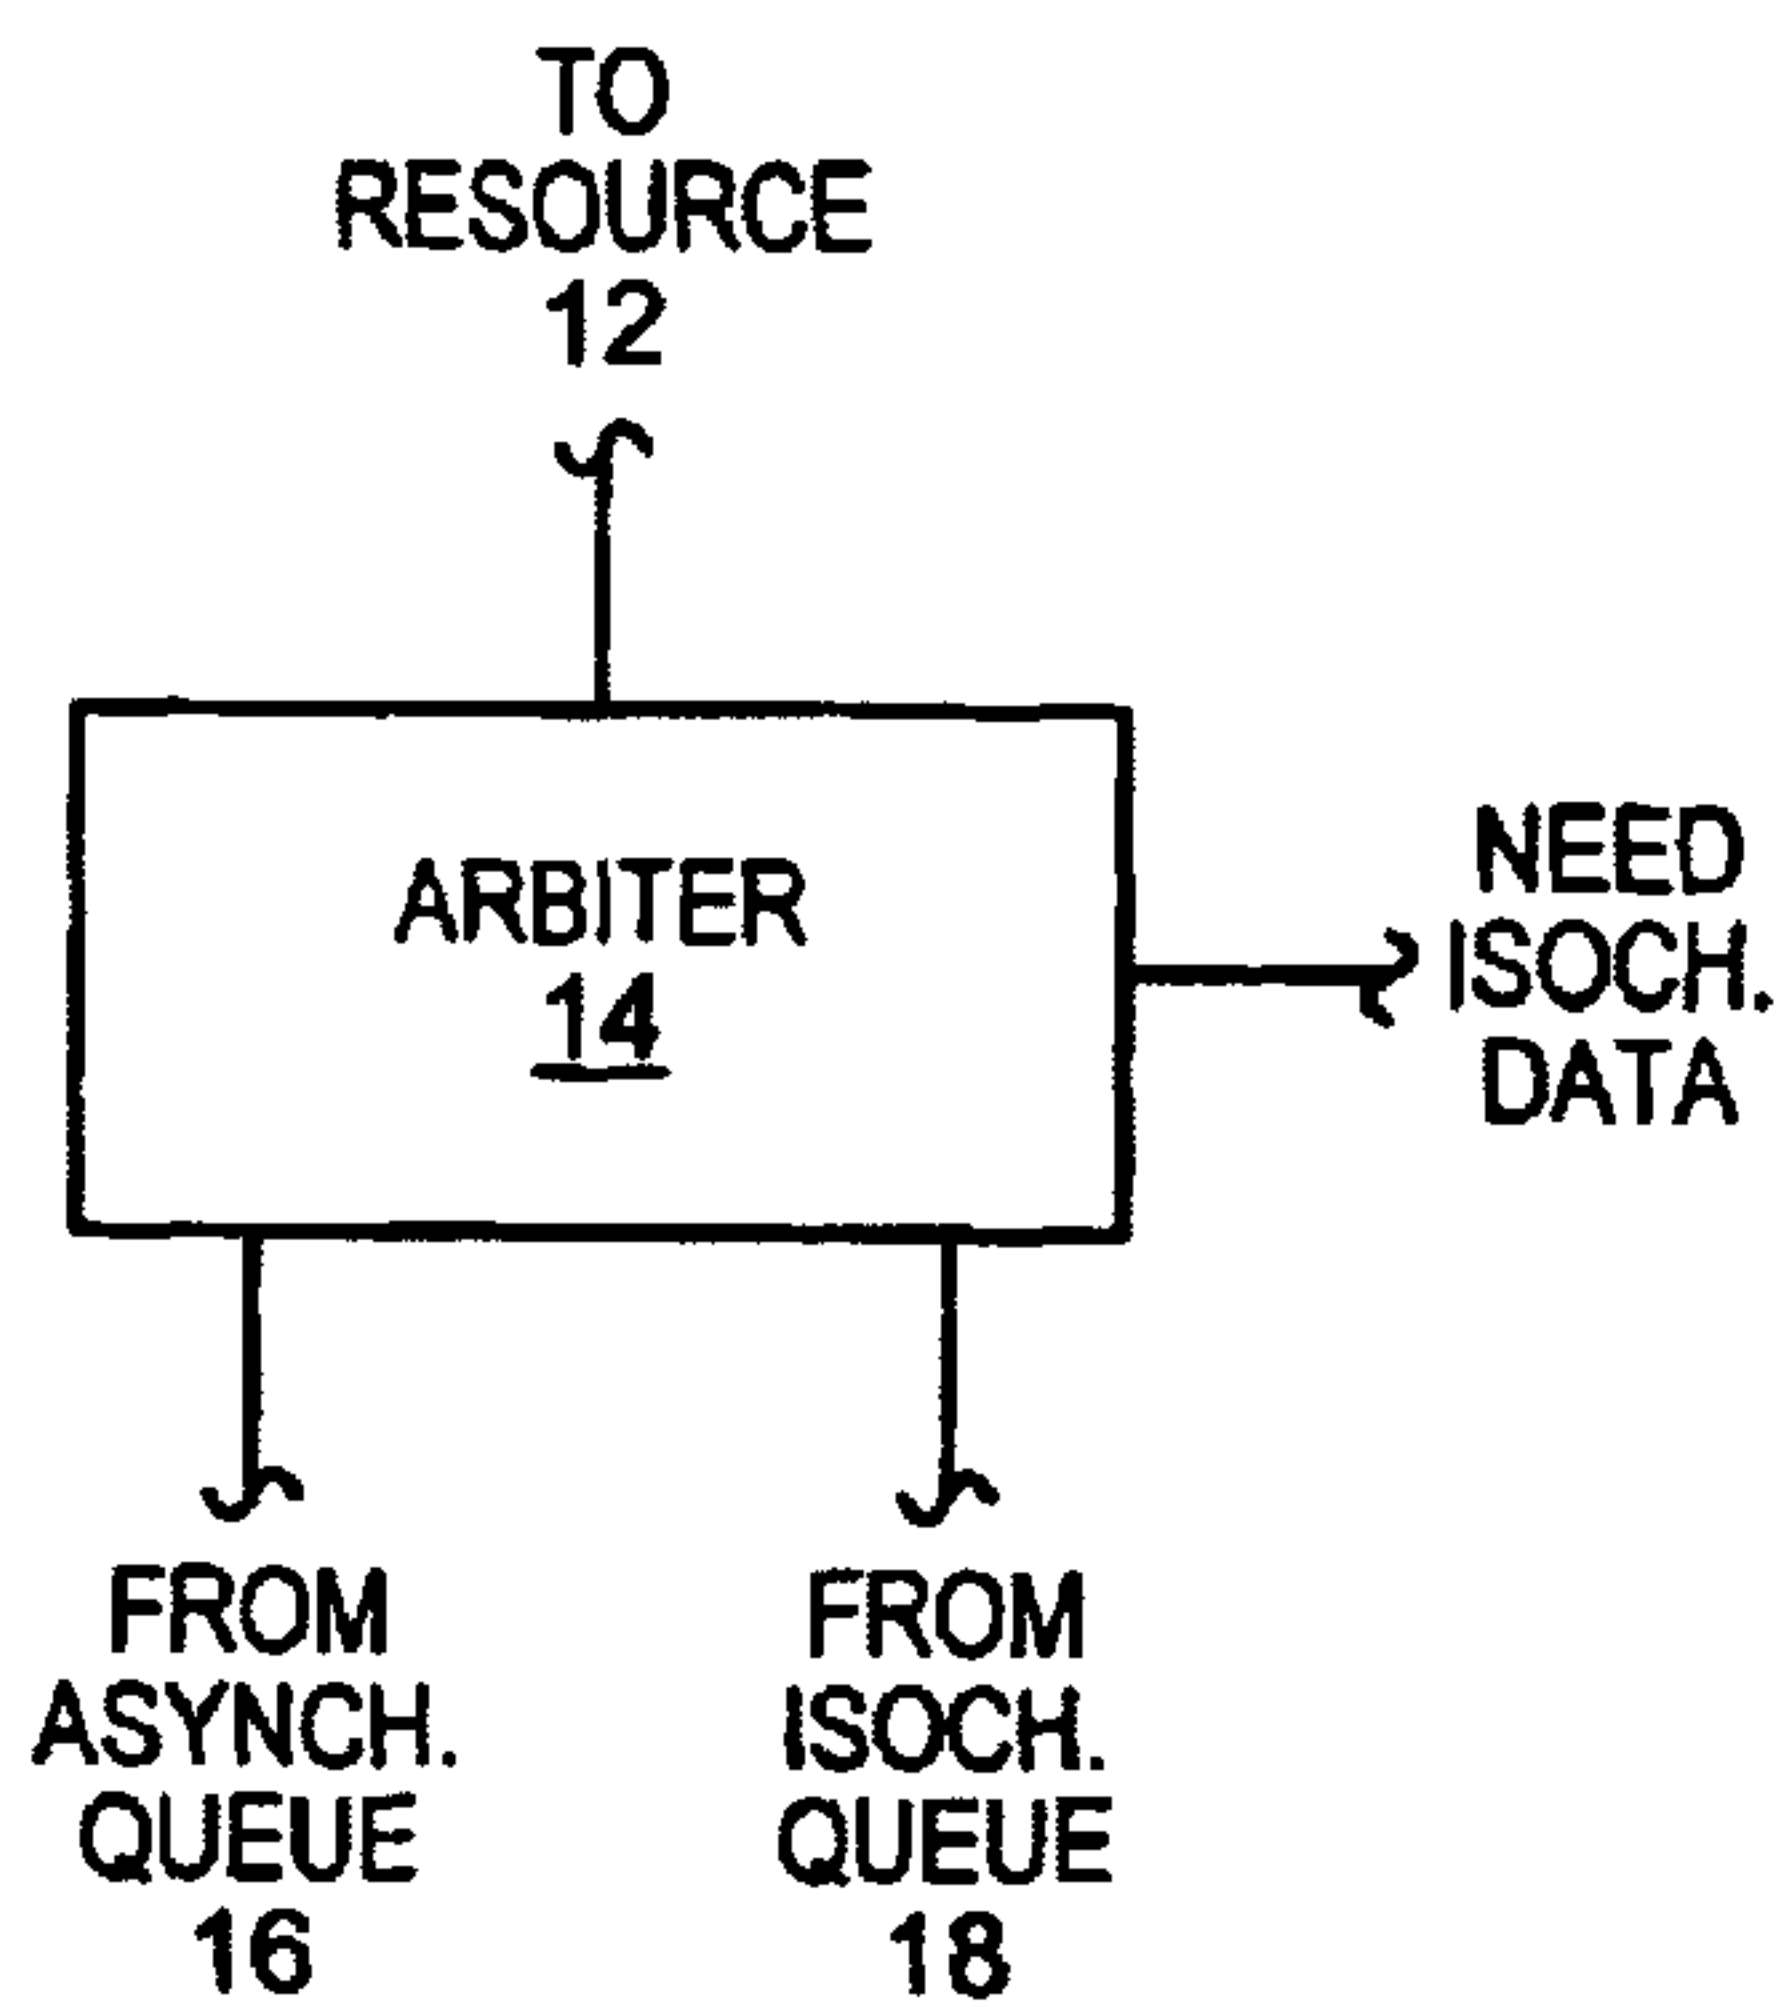 TO
RESOURCE
12
ARBITER
14
NEED
ISOCH.
DATA
FROM
ASYNCH.
QUEUE
16
FROM
ISOCH.
QUEUE
18